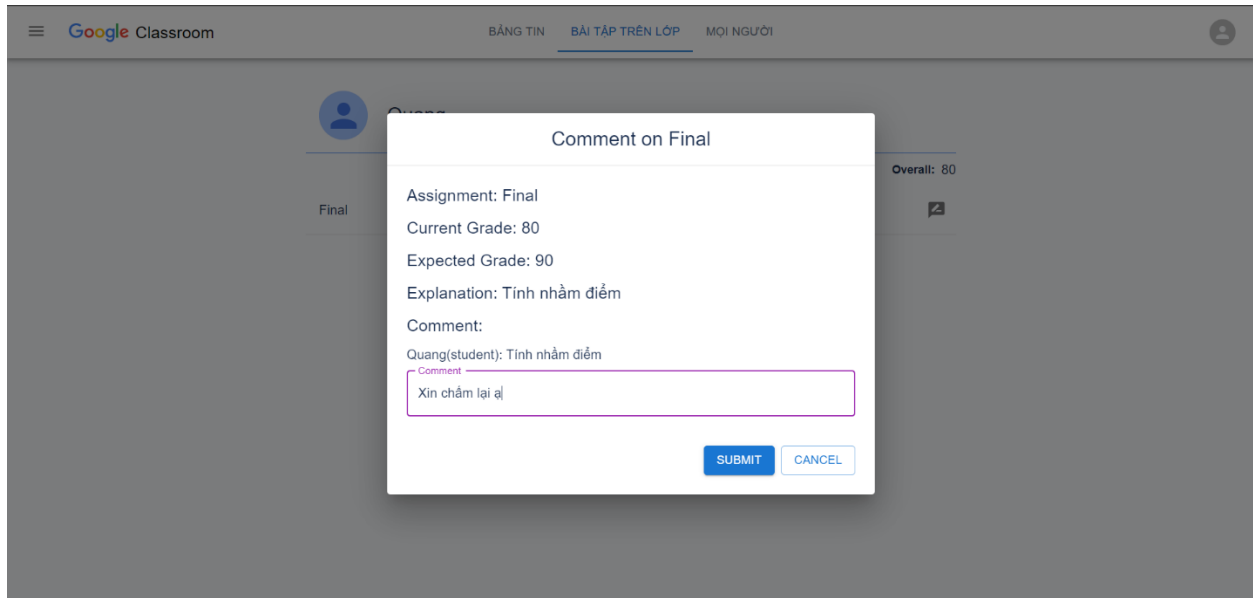 Google Classroom
BẢNG TIN BÀI TẬP TRÊN LỚP MỌI NGƯỜI
Comment on Final
Overall: 80
Final
Assignment: Final
Current Grade: 80
Expected Grade: 90
Explanation: Tính nhầm điểm
Comment:
Quang(student): Tính nhầm điểm
Comment
Xin chấm lại ạ
SUBMIT CANCEL